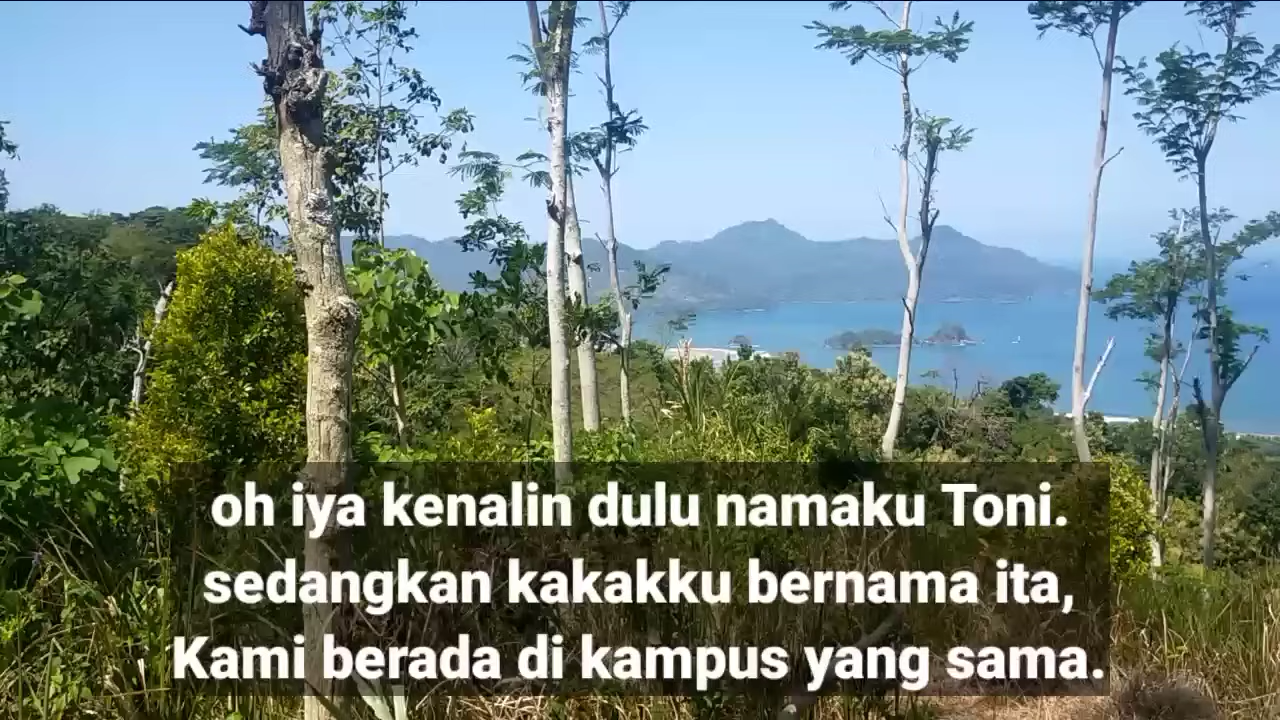 oh iya kenalin dulu namaku Toni.
sedangkan kakakku bernama ita,
Kami berada di kampus yang sama.